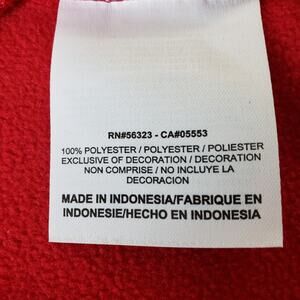 RN#56323 - CA#05553
100% POLYESTER / POLYESTER / POLIESTER
EXCLUSIVE OF DECORATION / DECORATION
NON COMPRISE / NO INCLUYE LA
DECORACION
MADE IN INDONESIA/FABRIQUE EN
INDONESIE/HECHO EN INDONESIA